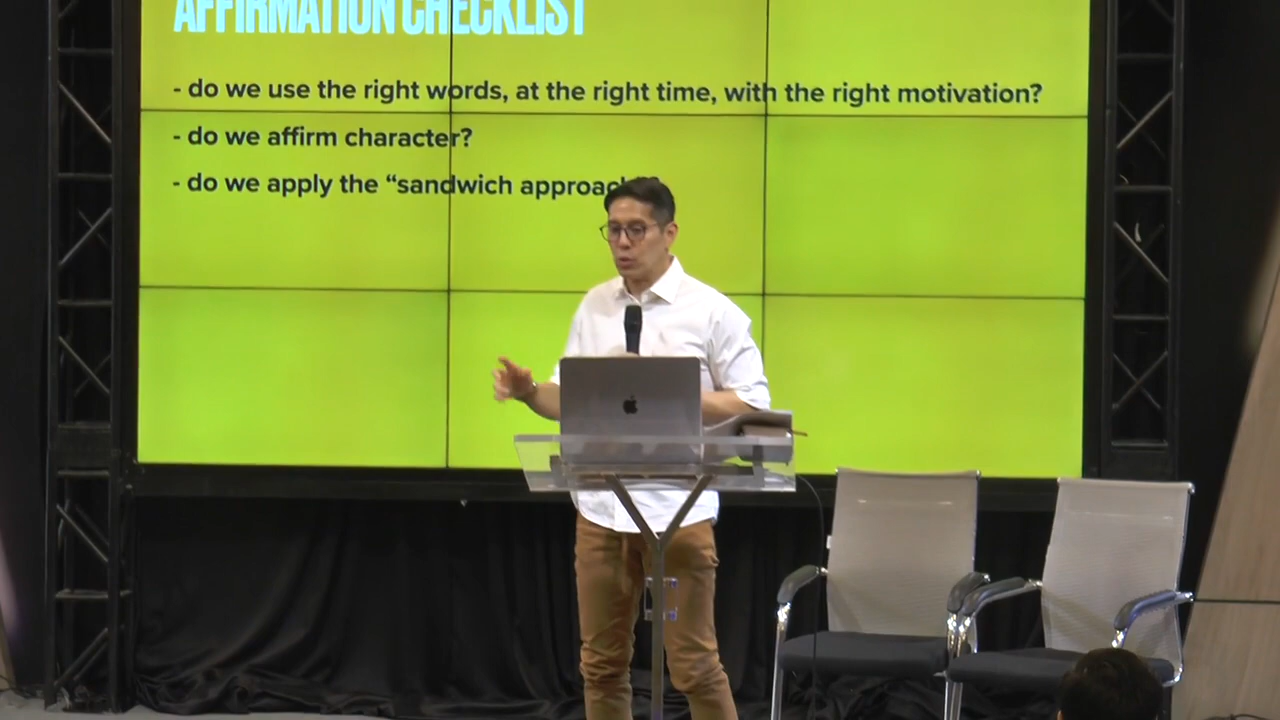 AFFIRMATION CHECKLIST
- do we use the right words, at the right time, with the right motivation?
- do we affirm character?
- do we apply the “sandwich approach